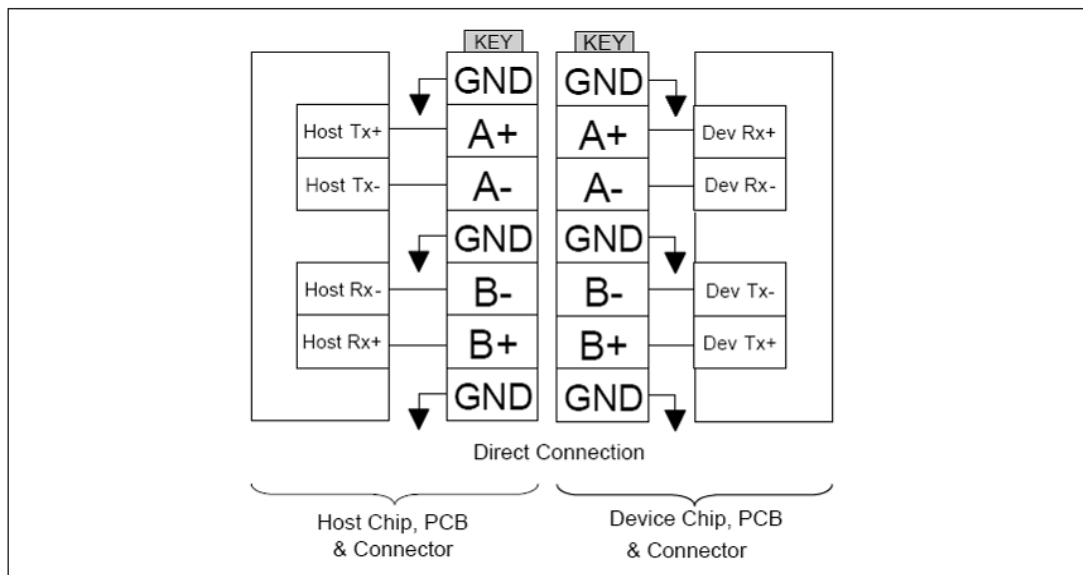 KEY KEY
GND GND
Host Tx+ A+ A+ Dev Rx+
Host Tx- A- A- Dev Rx-
GND GND
Host Rx- B- B- Dev Tx-
Host Rx+ B+ B+ Dev Tx+
GND GND
Direct Connection
Host Chip, PCB
& Connector
Device Chip, PCB
& Connector